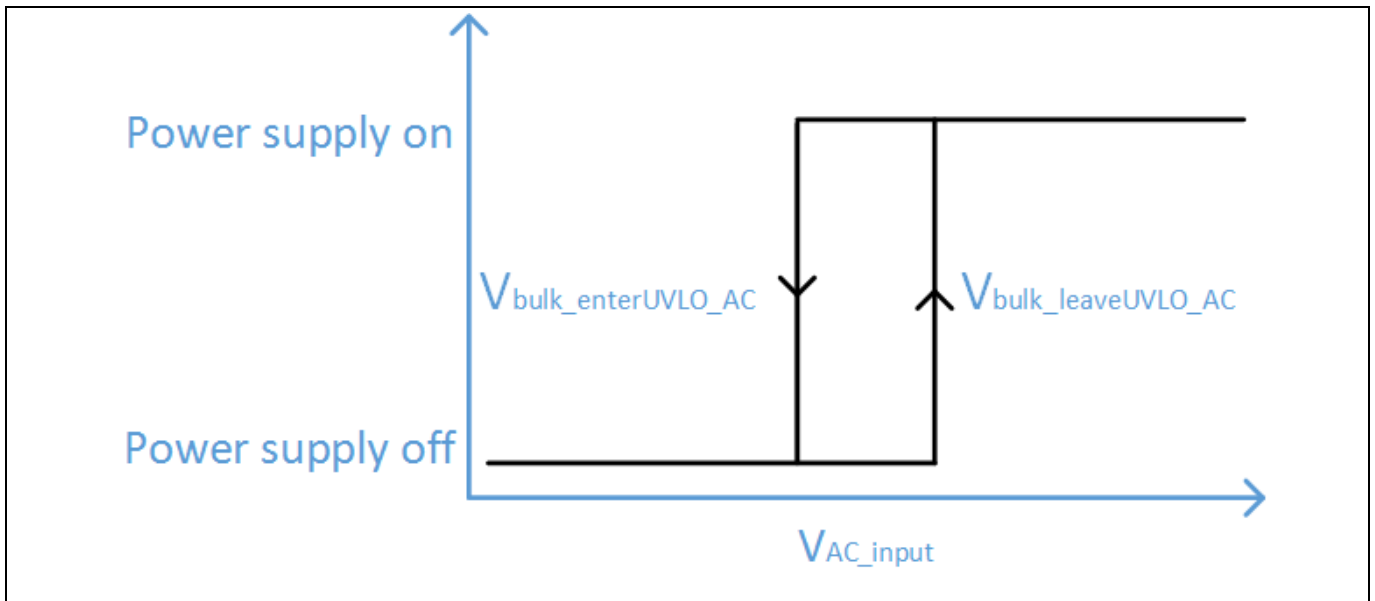 Power supply on
Vbulk_enterUVLO_AC
Vbulk_leaveUVLO_AC
Power supply off
VAC_input